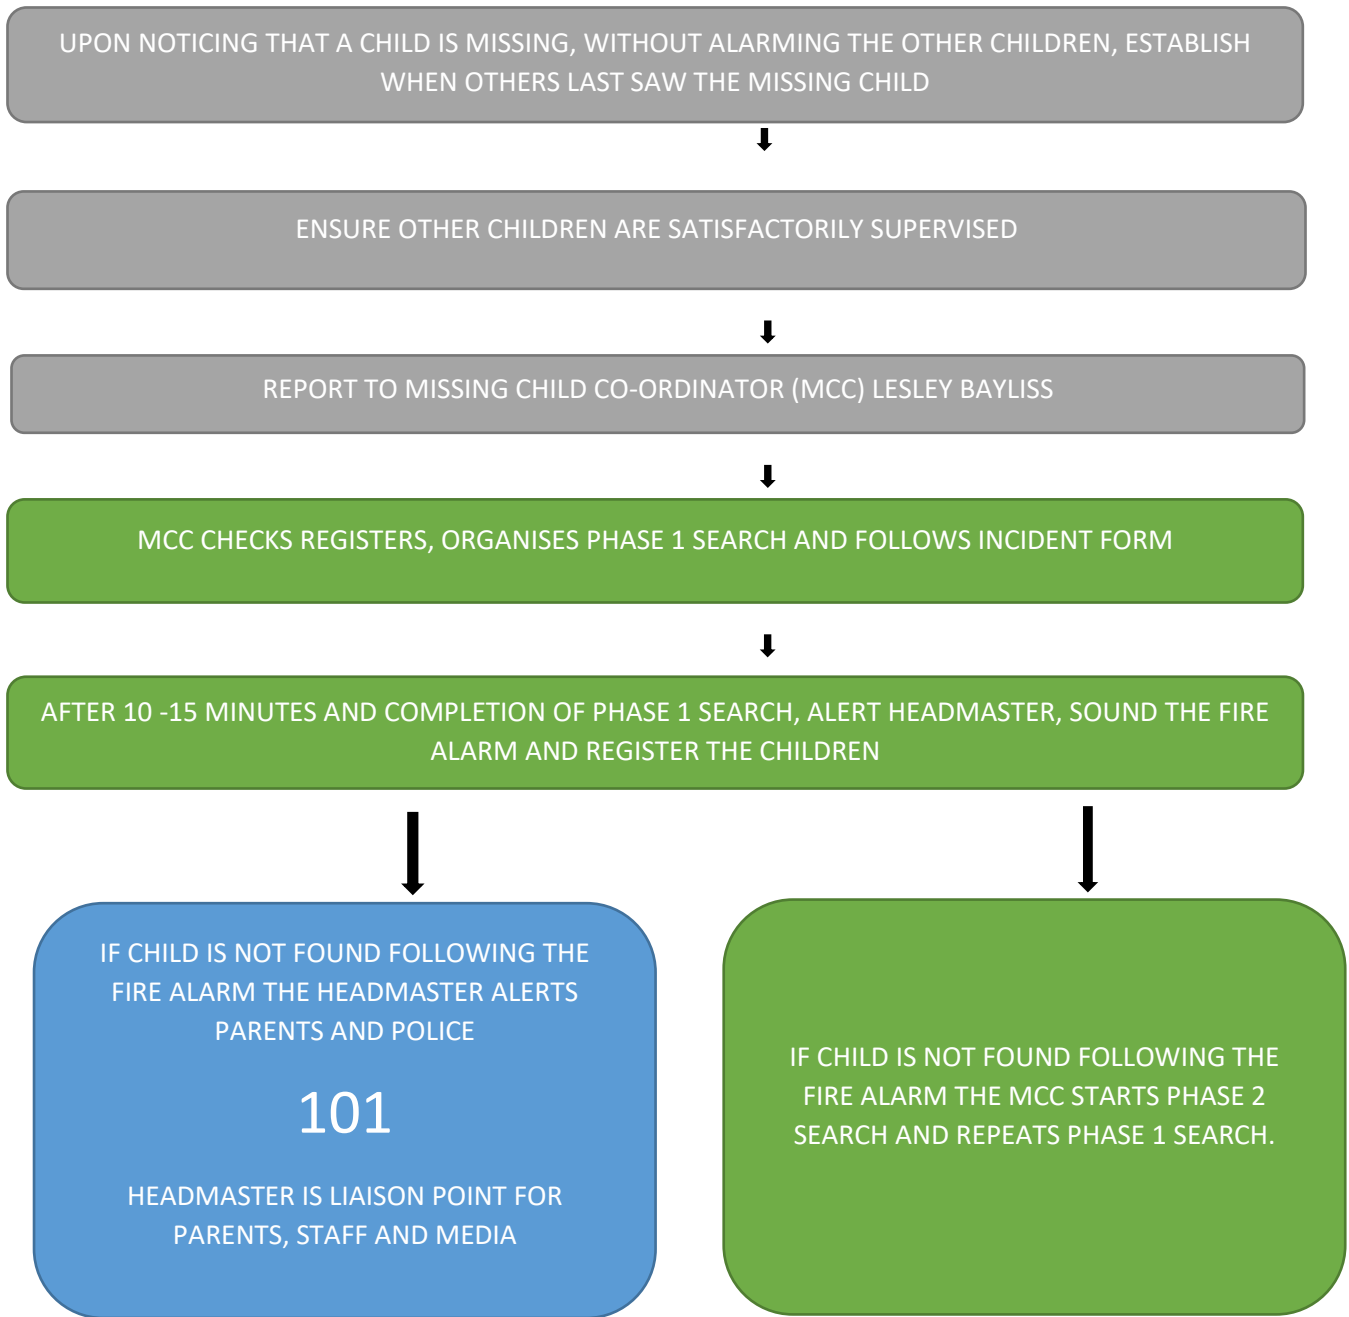 UPON NOTICING THAT A CHILD IS MISSING, WITHOUT ALARMING THE OTHER CHILDREN, ESTABLISH
WHEN OTHERS LAST SAW THE MISSING CHILD
ENSURE OTHER CHILDREN ARE SATISFACTORILY SUPERVISED
REPORT TO MISSING CHILD CO-ORDINATOR (MCC) LESLEY BAYLISS
MCC CHECKS REGISTERS, ORGANISES PHASE 1 SEARCH AND FOLLOWS INCIDENT FORM
AFTER 10 -15 MINUTES AND COMPLETION OF PHASE 1 SEARCH, ALERT HEADMASTER, SOUND THE FIRE
ALARM AND REGISTER THE CHILDREN
IF CHILD IS NOT FOUND FOLLOWING THE
FIRE ALARM THE HEADMASTER ALERTS
PARENTS AND POLICE
101
HEADMASTER IS LIAISON POINT FOR
PARENTS, STAFF AND MEDIA
IF CHILD IS NOT FOUND FOLLOWING THE
FIRE ALARM THE MCC STARTS PHASE 2
SEARCH AND REPEATS PHASE 1 SEARCH.